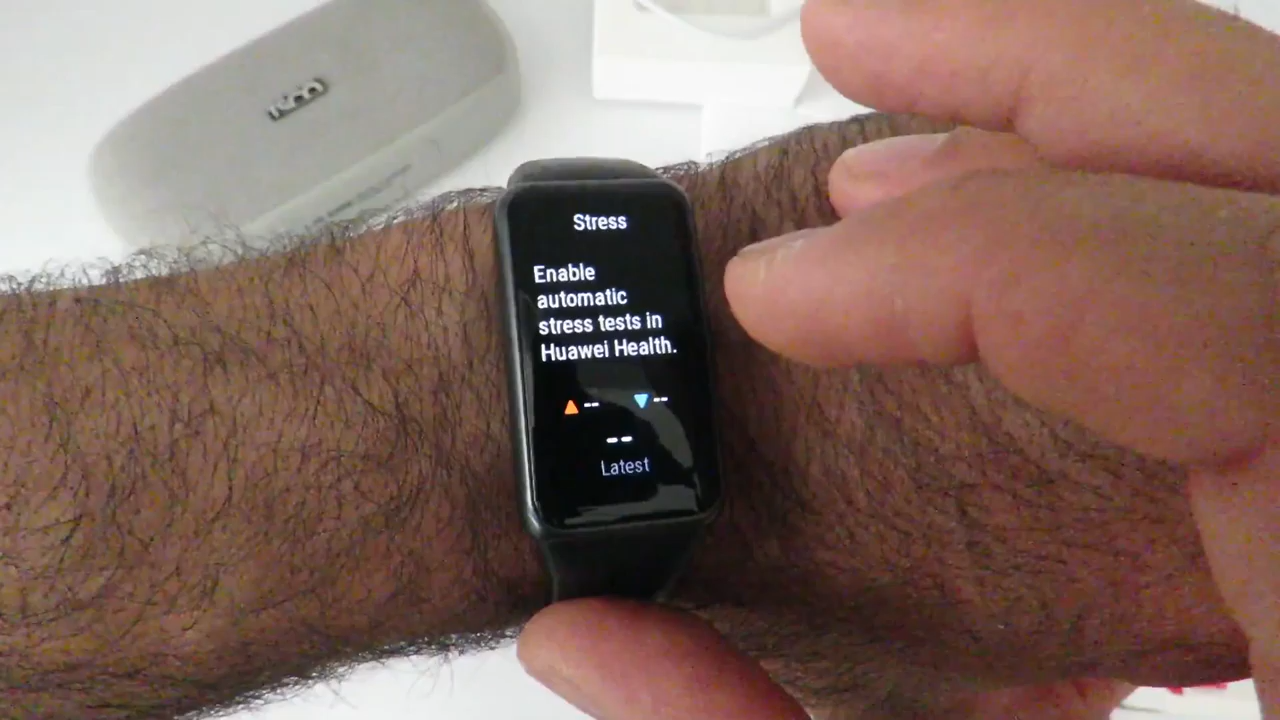 Stress
Enable
automatic
stress tests in
Huawei Health.
-- --
--
Latest